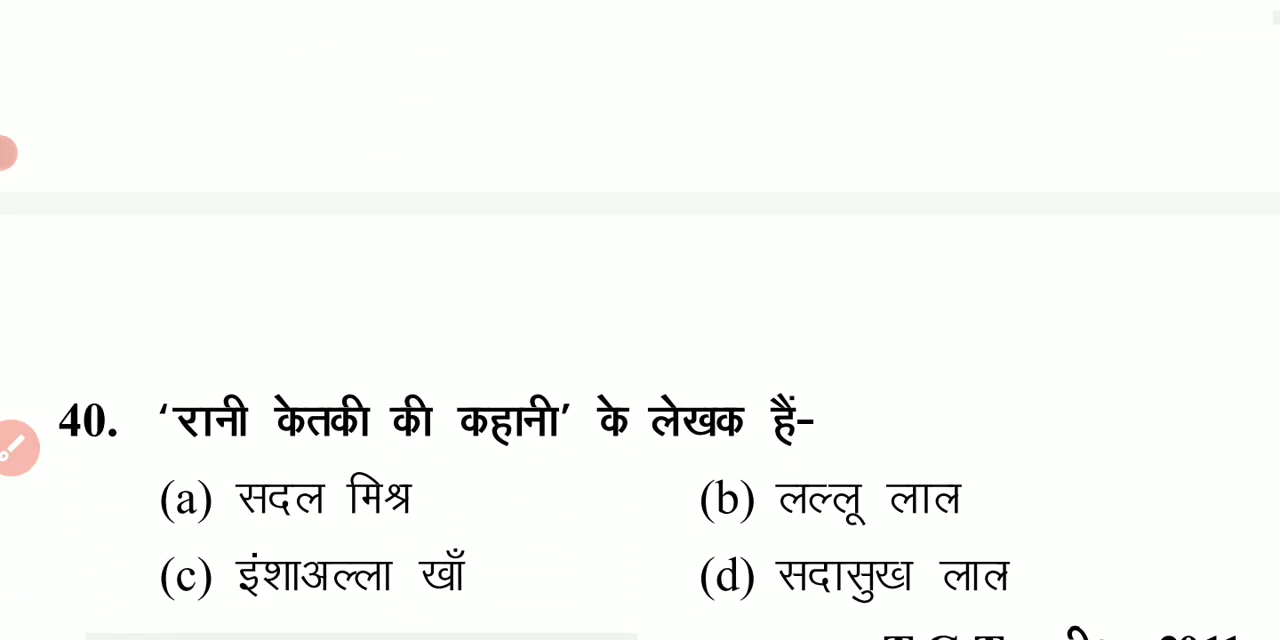 40. ‘रानी केतकी की कहानी’ के लेखक हैं-
(a) सदल मिश्र (b) लल्लू लाल
(c) इंशाअल्ला खाँ (d) सदासुख लाल